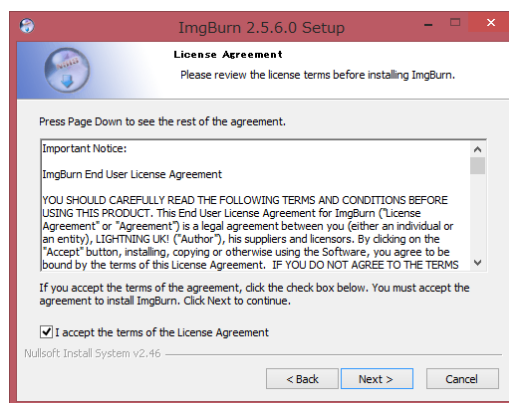 ImgBurn 2.5.6.0 Setup
License Agreement
Please review the license terms before installing ImgBurn.
Press Page Down to see the rest of the agreement.
Important Notice:
ImgBurn End User License Agreement
YOU SHOULD CAREFULLY READ THE FOLLOWING TERMS AND CONDITIONS BEFORE
USING THIS PRODUCT. This End User License Agreement for ImgBurn ("License
Agreement" or "Agreement") is a legal agreement between you (either an individual or
an entity), LIGHTNING UK! ("Author"), his suppliers and licensors. By clicking on the
"Accept" button, installing, copying or otherwise using the Software, you agree to be
bound by the terms of this License Agreement. IF YOU DO NOT AGREE TO THE TERMS
If you accept the terms of the agreement, click the check box below. You must accept the
agreement to install ImgBurn. Click Next to continue.
I accept the terms of the License Agreement
Nullsoft Install System v2.46
< Back Next > Cancel